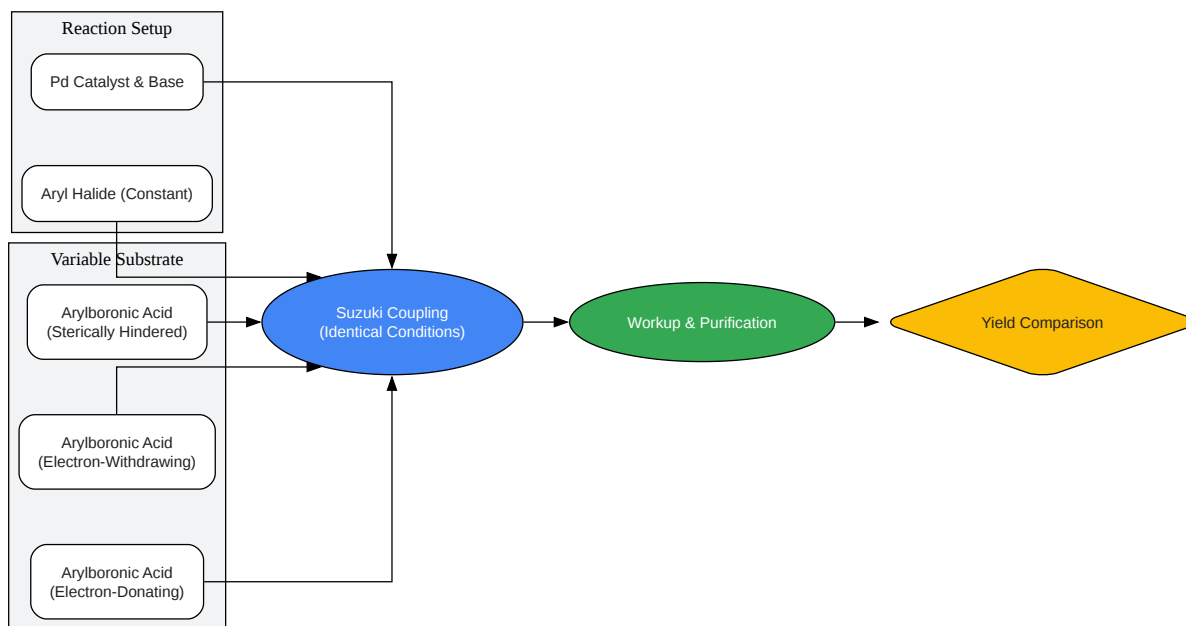 Reaction Setup
Pd Catalyst & Base
Aryl Halide (Constant)
Variable Substrate
Arylboronic Acid
(Sterically Hindered)
Arylboronic Acid
(Electron-Withdrawing)
Arylboronic Acid
(Electron-Donating)
Suzuki Coupling
(Identical Conditions)
Workup & Purification
Yield Comparison